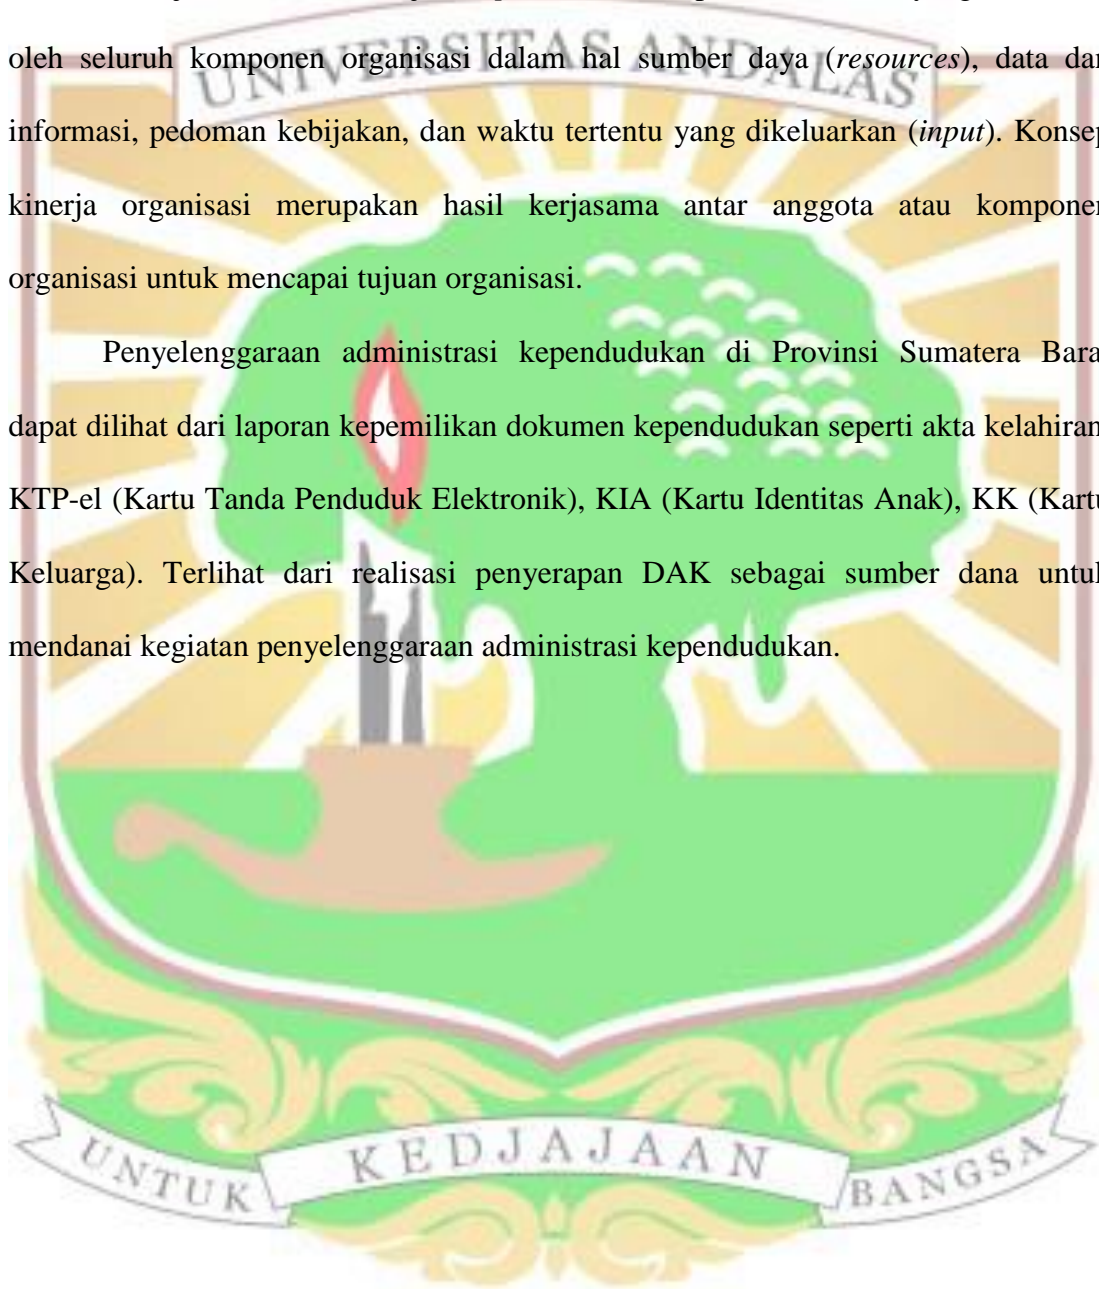 oleh seluruh komponen organisasi dalam hal sumber daya (resources), data dan
informasi, pedoman kebijakan, dan waktu tertentu yang dikeluarkan (input). Konsep
kinerja organisasi merupakan hasil kerjasama antar anggota atau komponen
organisasi untuk mencapai tujuan organisasi.
Penyelenggaraan administrasi kependudukan di Provinsi Sumatera Barat
dapat dilihat dari laporan kepemilikan dokumen kependudukan seperti akta kelahiran
KTP-el (Kartu Tanda Penduduk Elektronik), KIA (Kartu Identitas Anak), KK (Kartu
Keluarga). Terlihat dari realisasi penyerapan DAK sebagai sumber dana untuk
mendanai kegiatan penyelenggaraan administrasi kependudukan.
UNIVERSITAS ANDALAS
UNTUK KEDJAJAAN BANGSA